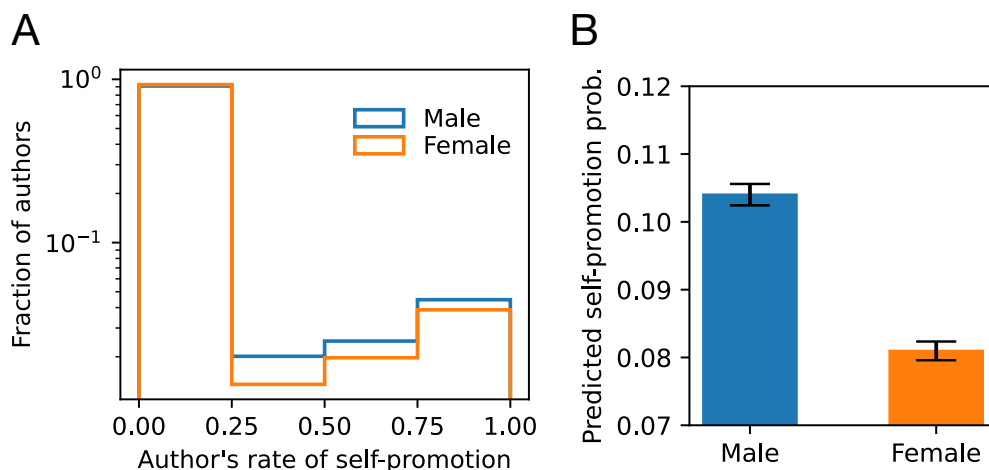 A
Fraction of authors
10⁰
10⁻¹
Male
Female
0.00 0.25 0.50 0.75 1.00
Author's rate of self-promotion
B
Predicted self-promotion prob.
0.12
0.11
0.10
0.09
0.08
0.07
Male Female